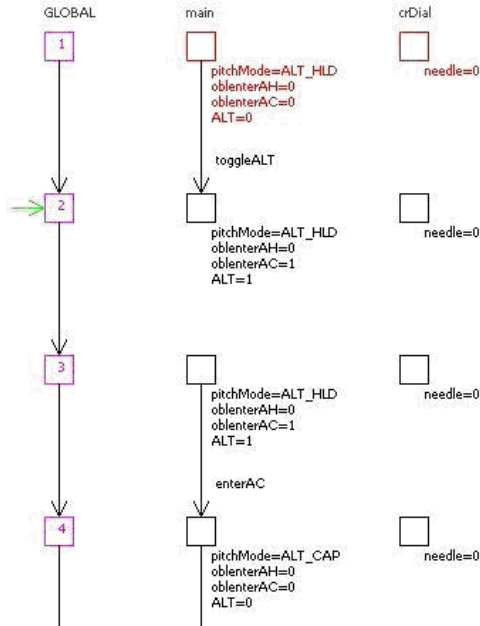 GLOBAL main crDial
1
pitchMode=ALT_HLD needle=0
oblenterAH=0
oblenterAC=0
ALT=0
toggleALT
2
pitchMode=ALT_HLD needle=0
oblenterAH=0
oblenterAC=1
ALT=1
3
pitchMode=ALT_HLD needle=0
oblenterAH=0
oblenterAC=1
ALT=1
enterAC
4
pitchMode=ALT_CAP needle=0
oblenterAH=0
oblenterAC=0
ALT=0